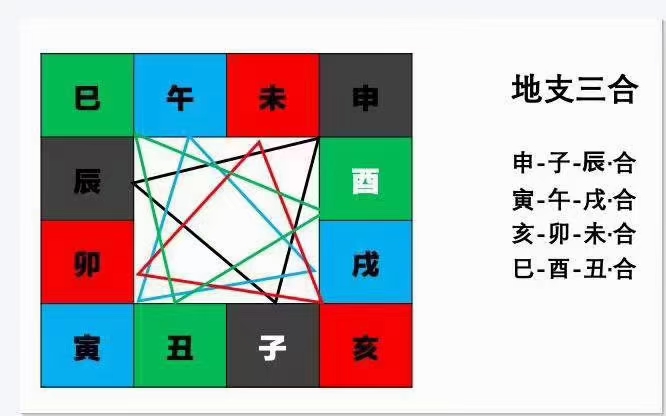 巳 午 未 申
辰 酉
卯 戌
寅 丑 子 亥
地支三合
申-子-辰·合
寅-午-戌·合
亥-卯-未·合
巳-酉-丑·合